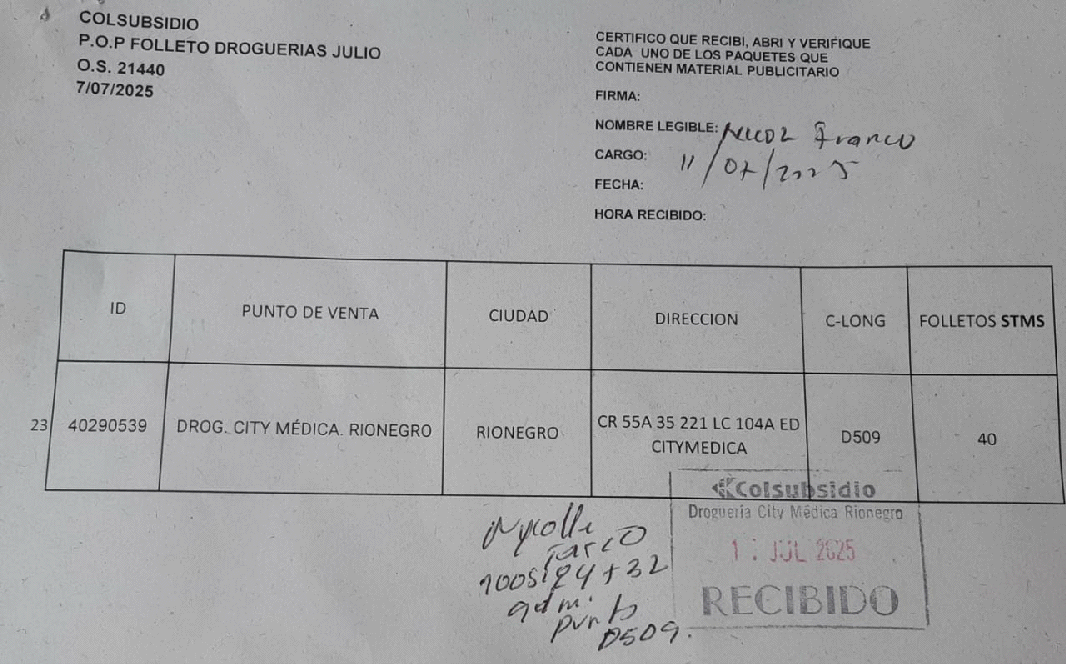 COLSUBSIDIO
P.O.P FOLLETO DROGUERIAS JULIO
O.S. 21440
7/07/2025
CERTIFICO QUE RECIBI, ABRI Y VERIFIQUE
CADA UNO DE LOS PAQUETES QUE
CONTIENEN MATERIAL PUBLICITARIO
FIRMA:
NOMBRE LEGIBLE: Franco
CARGO:
11/07/2025
FECHA:
HORA RECIBIDO:
ID PUNTO DE VENTA CIUDAD DIRECCION C-LONG FOLLETOS STMS
23 40290539 DROG. CITY MÉDICA. RIONEGRO RIONEGRO CR 55A 35 221 LC 104A ED D509 40
CITYMEDICA
Colsubsidio
Droguería City Médica Rionegro
JUL 2025
RECIBIDO
adm.
punto
D509.